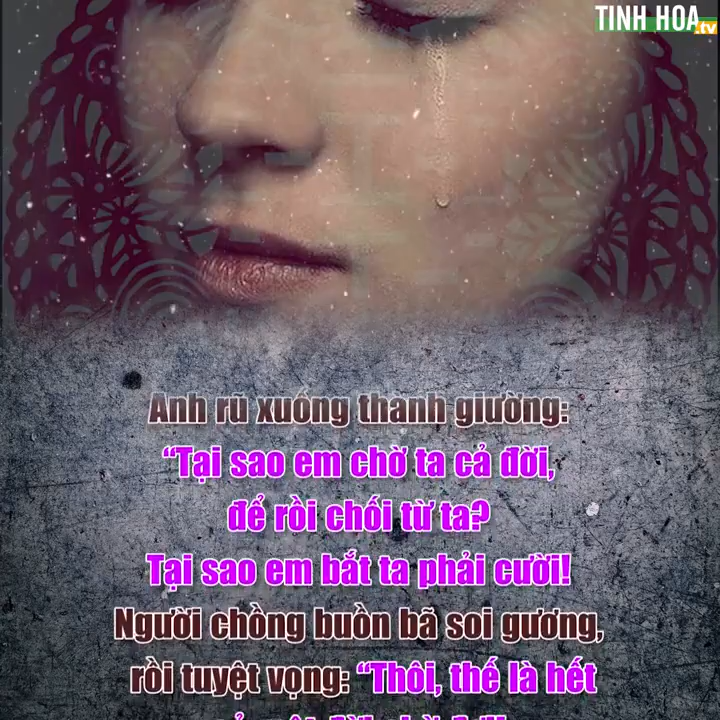 TINH HOA
.tv
Anh rũ xuống thanh giường:
“Tại sao em chờ ta cả đời,
để rồi chối từ ta?
Tại sao em bắt ta phải cười!
Người chồng buồn bã soi gương,
rồi tuyệt vọng: “Thôi, thế là hết